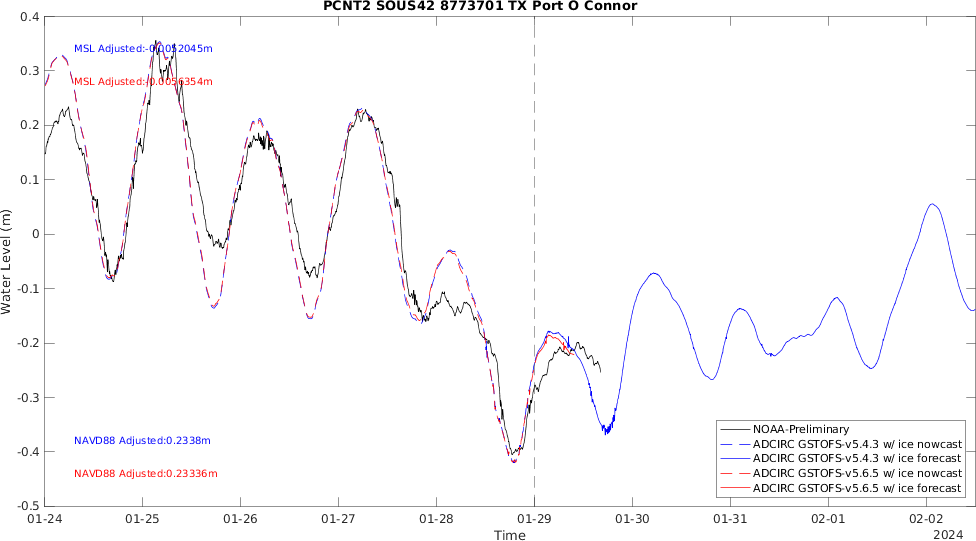 PCNT2 SOUS42 8773701 TX Port O Connor
0.4
0.3
0.2
0.1
0
-0.1
-0.2
-0.3
-0.4
-0.5
Water Level (m)
MSL Adjusted:-0.0052045m
MSL Adjusted:-0.0056354m
NAVD88 Adjusted:0.2338m
NAVD88 Adjusted:0.23336m
NOAA-Preliminary
ADCIRC GSTOFS-v5.4.3 w/ ice nowcast
ADCIRC GSTOFS-v5.4.3 w/ ice forecast
ADCIRC GSTOFS-v5.6.5 w/ ice nowcast
ADCIRC GSTOFS-v5.6.5 w/ ice forecast
01-24 01-25 01-26 01-27 01-28 01-29 01-30 01-31 02-01 02-02
Time
2024